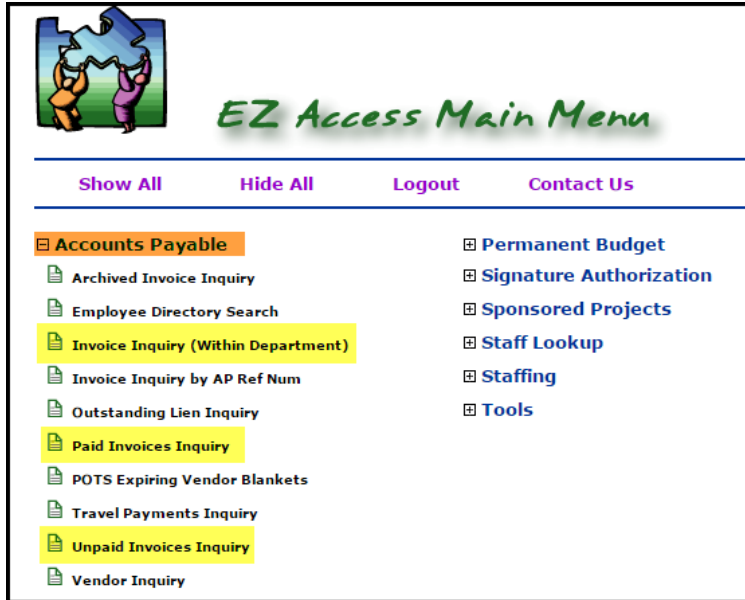 EZ Access Main Menu
Show All Hide All Logout Contact Us
Accounts Payable
Archived Invoice Inquiry
Employee Directory Search
Invoice Inquiry (Within Department)
Invoice Inquiry by AP Ref Num
Outstanding Lien Inquiry
Paid Invoices Inquiry
POTS Expiring Vendor Blankets
Travel Payments Inquiry
Unpaid Invoices Inquiry
Vendor Inquiry
Permanent Budget
Signature Authorization
Sponsored Projects
Staff Lookup
Staffing
Tools